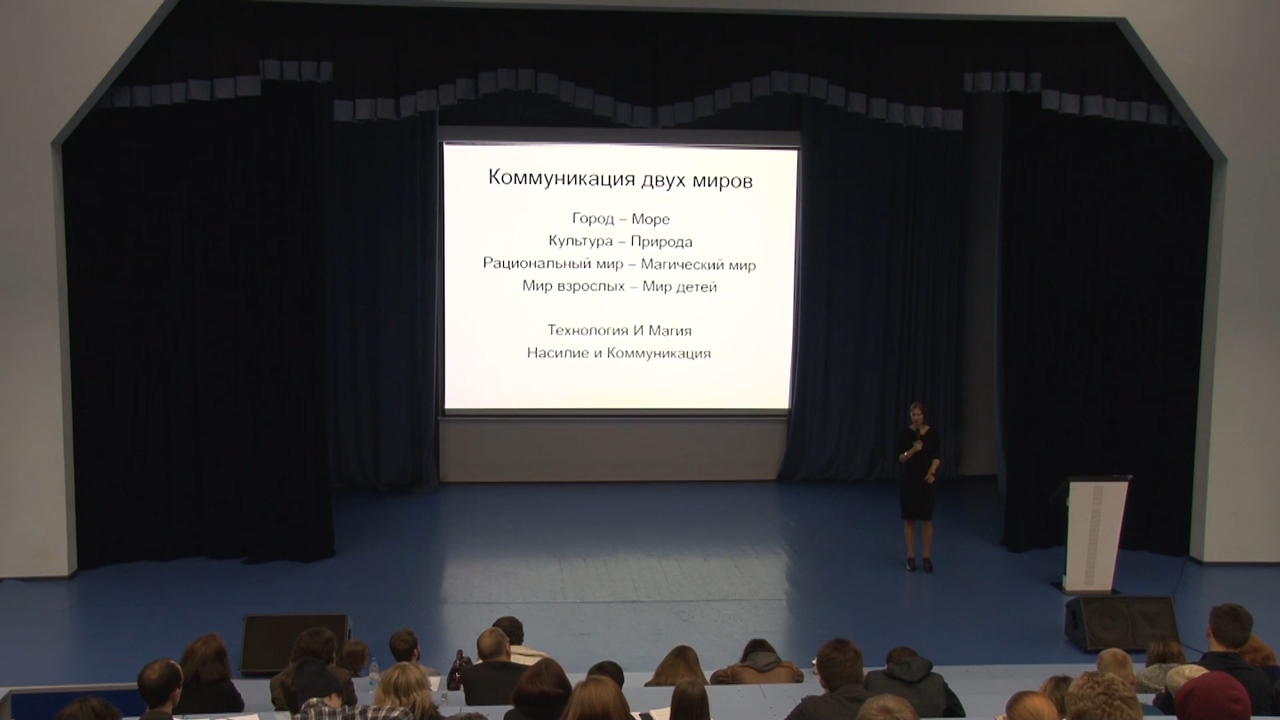 Коммуникация двух миров
Город – Море
Культура – Природа
Рациональный мир – Магический мир
Мир взрослых – Мир детей
Технология И Магия
Насилие и Коммуникация